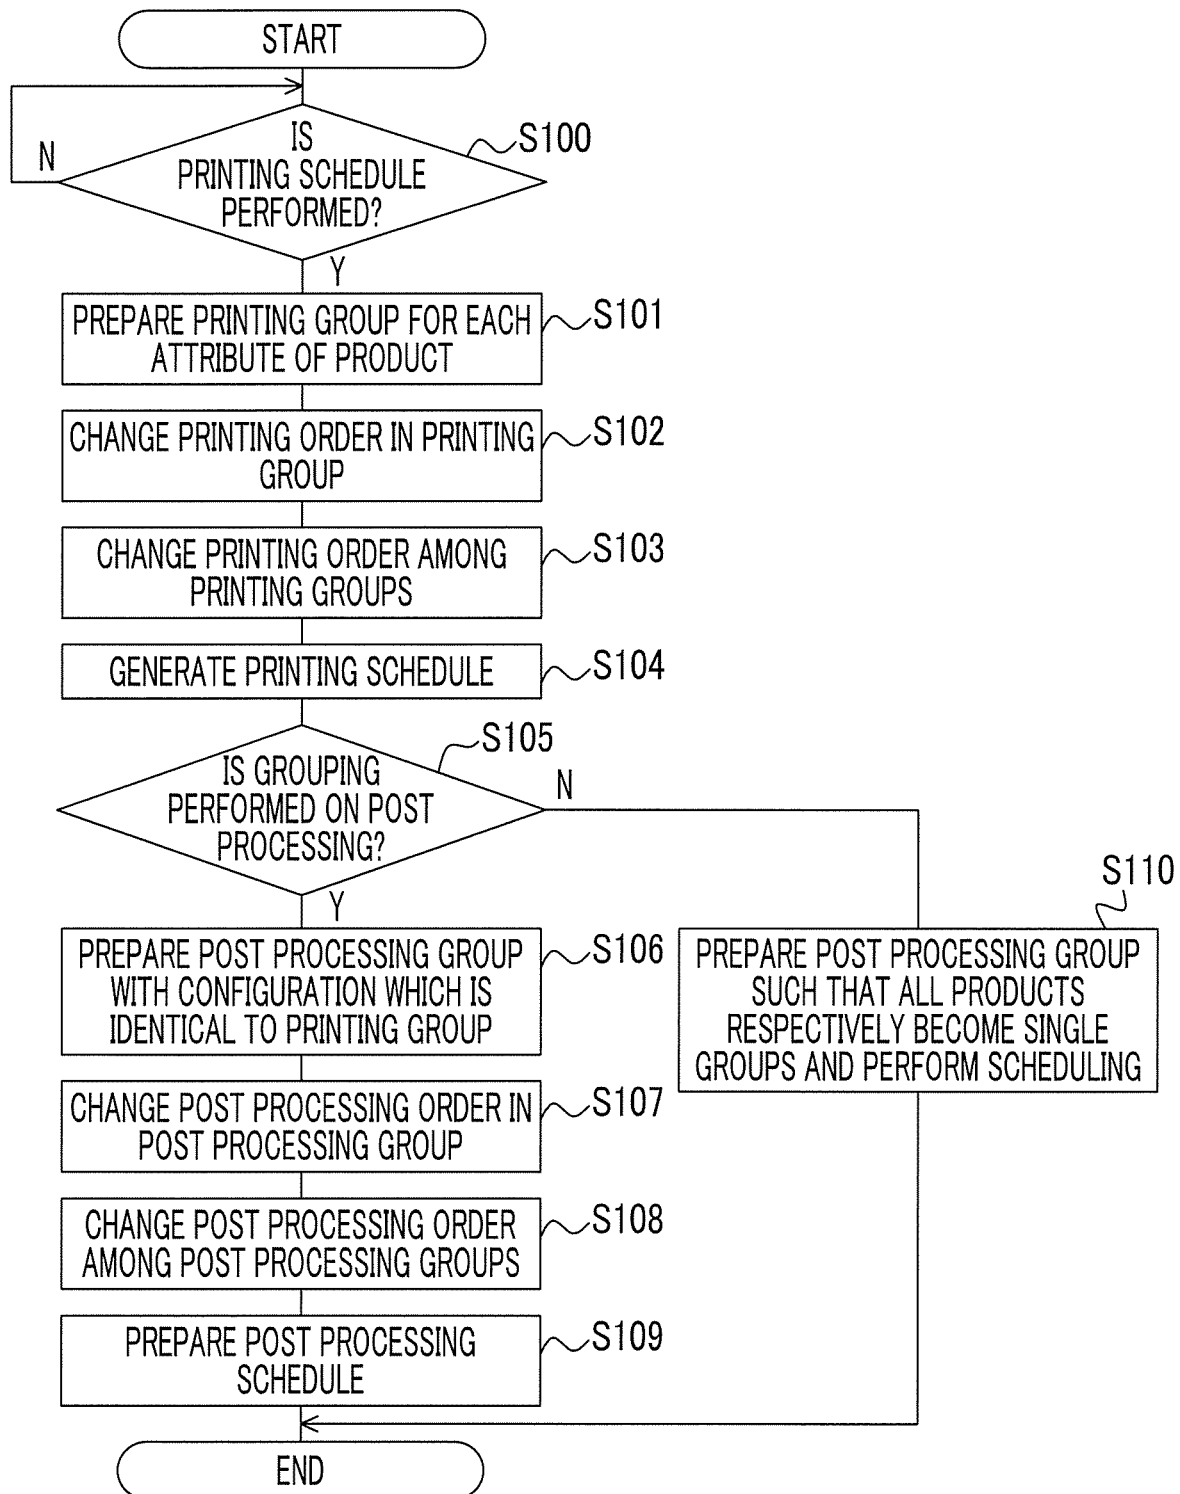 START
IS
PRINTING SCHEDULE
PERFORMED?
S100
N
Y
PREPARE PRINTING GROUP FOR EACH
ATTRIBUTE OF PRODUCT
S101
CHANGE PRINTING ORDER IN PRINTING
GROUP
S102
CHANGE PRINTING ORDER AMONG
PRINTING GROUPS
S103
GENERATE PRINTING SCHEDULE
S104
IS GROUPING
PERFORMED ON POST
PROCESSING?
S105
N
Y
PREPARE POST PROCESSING GROUP
WITH CONFIGURATION WHICH IS
IDENTICAL TO PRINTING GROUP
S106
PREPARE POST PROCESSING GROUP
SUCH THAT ALL PRODUCTS
RESPECTIVELY BECOME SINGLE
GROUPS AND PERFORM SCHEDULING
S110
CHANGE POST PROCESSING ORDER IN
POST PROCESSING GROUP
S107
CHANGE POST PROCESSING ORDER
AMONG POST PROCESSING GROUPS
S108
PREPARE POST PROCESSING
SCHEDULE
S109
END